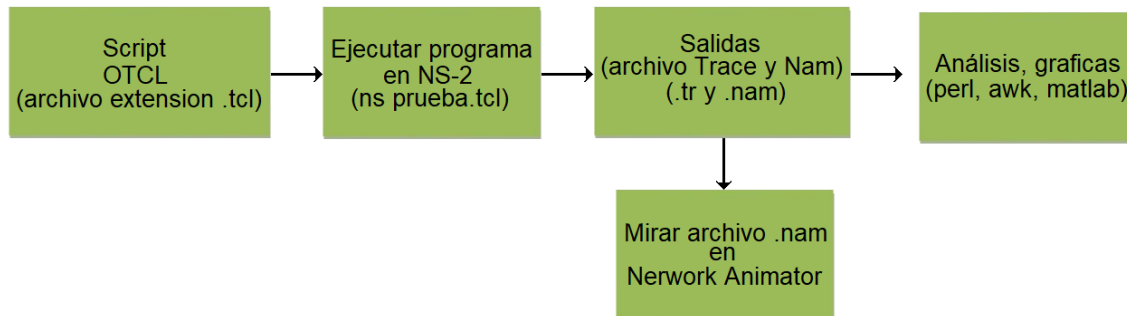 Script
OTCL
(archivo extension .tcl)
Ejecutar programa
en NS-2
(ns prueba.tcl)
Salidas
(archivo Trace y Nam)
(.tr y .nam)
Análisis, graficas
(perl, awk, matlab)
Mirar archivo .nam
en
Nerwork Animator